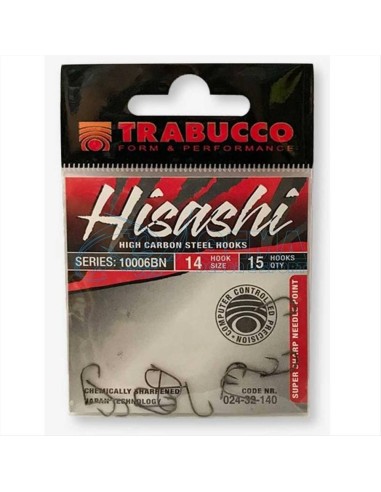 TRABUCCO
FORM & PERFORMANCE
Hisashi
HIGH CARBON STEEL HOOKS
SERIES: 10006BN
14 HOOK SIZE
15 HOOKS QTY
COMPUTER CONTROLLED • PRECISION •
SUPER SHARP NEEDLE POINT
CHEMICALLY SHARPENED
JAPAN TECHNOLOGY
CODE NR.
024-32-140